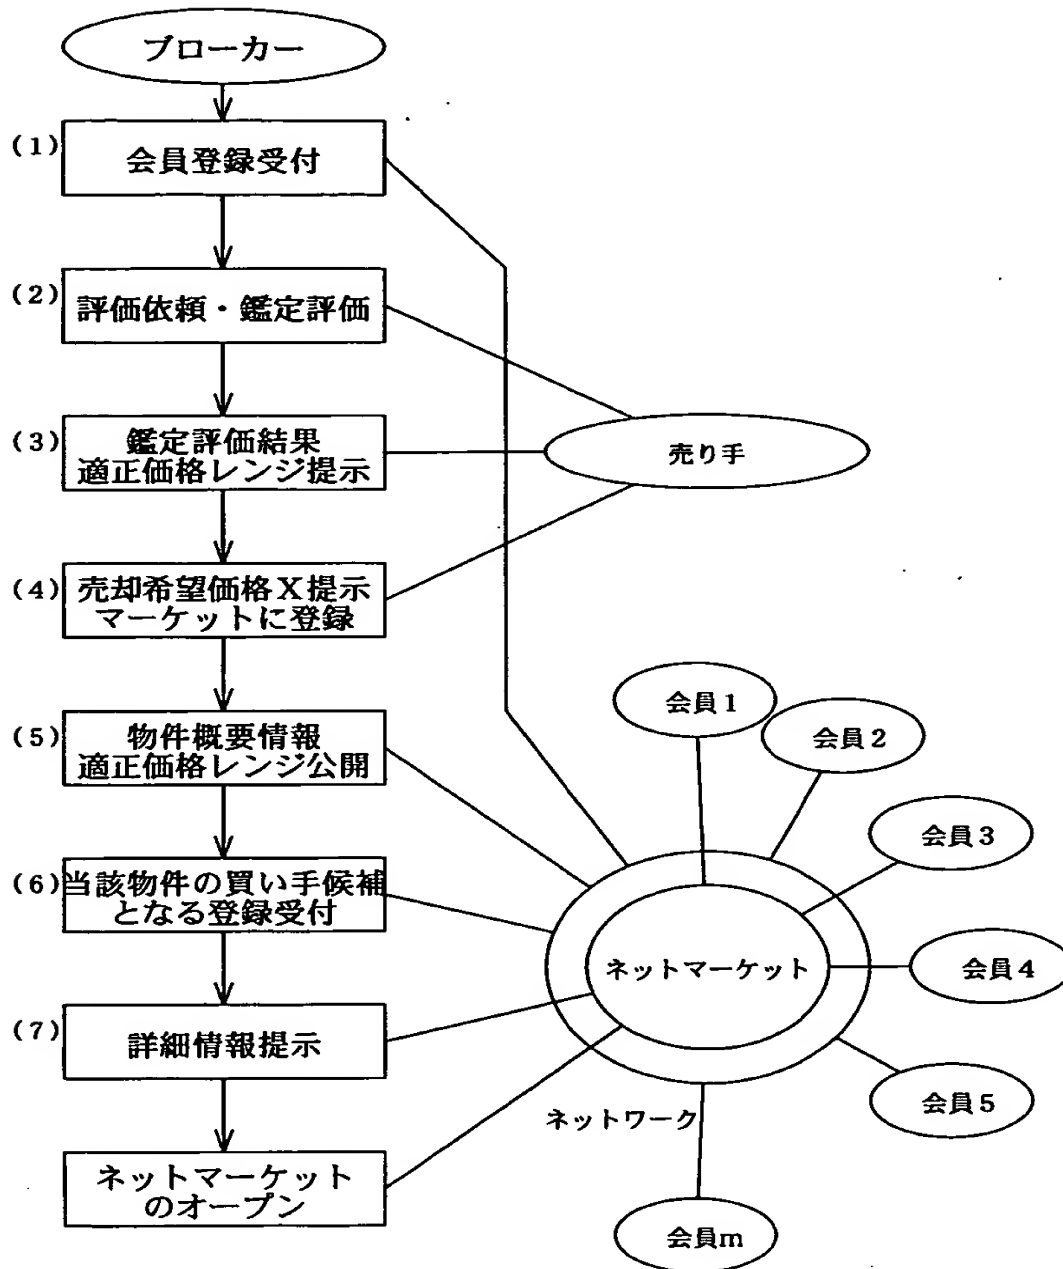 ブローカー
(1)
会員登録受付
(2)
評価依頼・鑑定評価
(3)
鑑定評価結果
適正価格レンジ提示
売り手
(4)
売却希望価格X提示
マーケットに登録
(5)
物件概要情報
適正価格レンジ公開
会員1
会員2
会員3
(6)
当該物件の買い手候補
となる登録受付
ネットマーケット
会員4
(7)
詳細情報提示
会員5
ネットワーク
ネットマーケット
のオープン
会員m